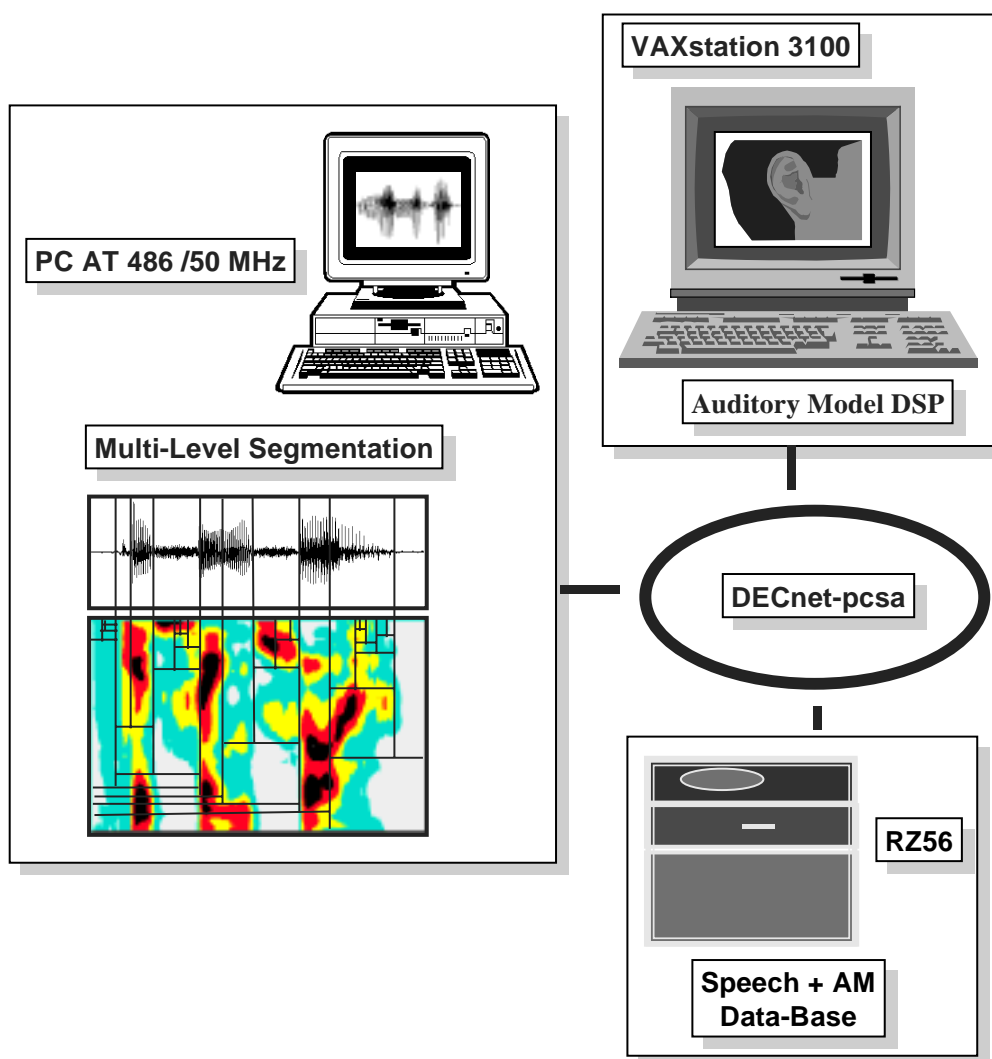 VAXstation 3100
PC AT 486 /50 MHz
Auditory Model DSP
Multi-Level Segmentation
DECnet-pcsa
RZ56
Speech + AM
Data-Base